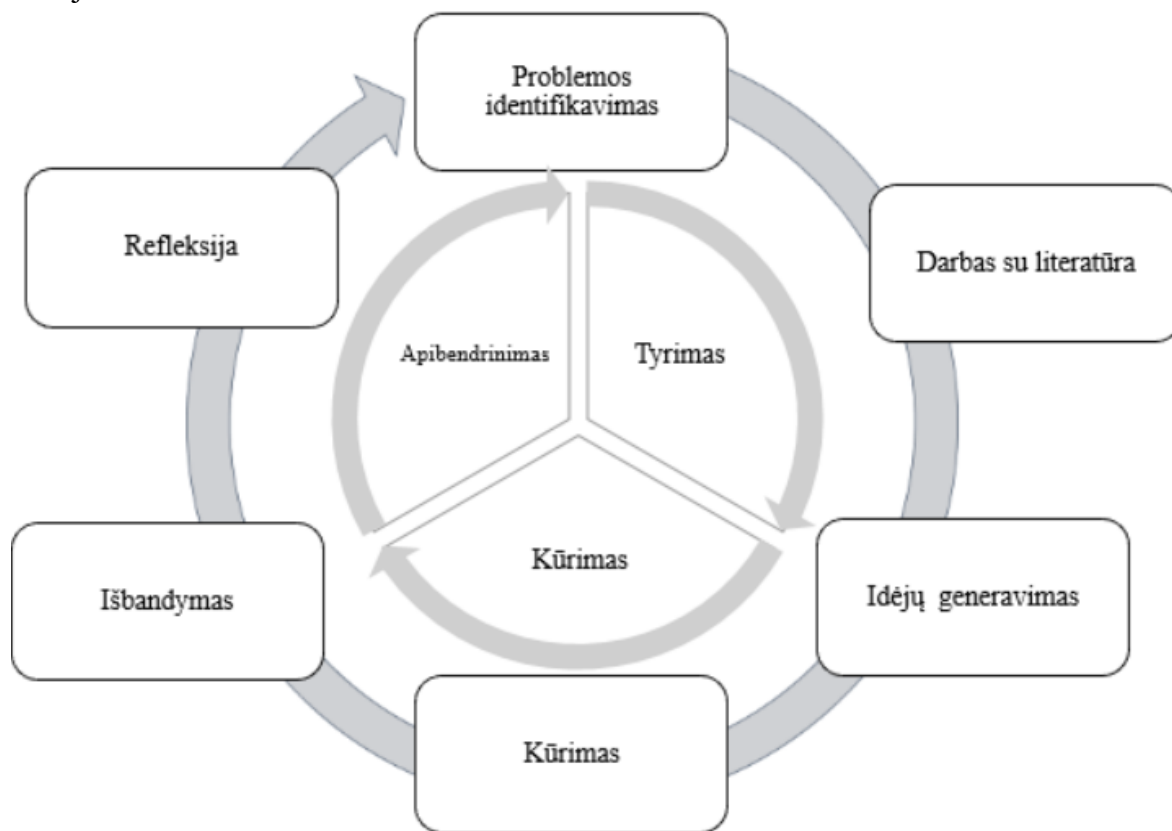 Problemos
identifikavimas
Refleksija
Darbas su literatūra
Apibendrinimas
Tyrimas
Kūrimas
Išbandymas
Idėjų generavimas
Kūrimas